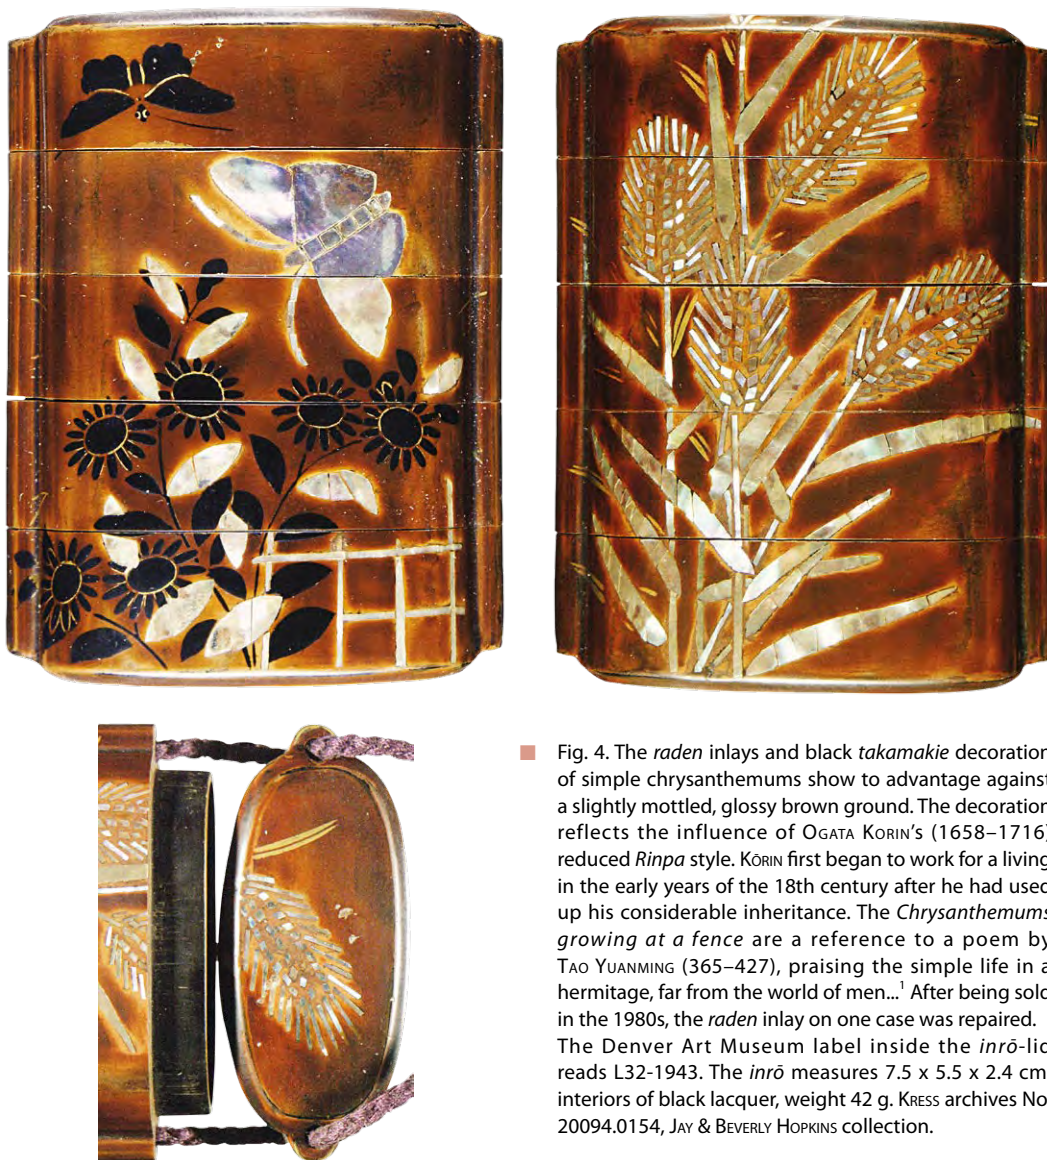 Fig. 4. The raden inlays and black takamakie decoration
of simple chrysanthemums show to advantage against
a slightly mottled, glossy brown ground. The decoration
reflects the influence of OGATA KORIN's (1658–1716)
reduced Rinpa style. KŌRIN first began to work for a living
in the early years of the 18th century after he had used
up his considerable inheritance. The Chrysanthemums
growing at a fence are a reference to a poem by
TAO YUANMING (365–427), praising the simple life in a
hermitage, far from the world of men...¹ After being sold
in the 1980s, the raden inlay on one case was repaired.
The Denver Art Museum label inside the inrō-lid
reads L32-1943. The inrō measures 7.5 x 5.5 x 2.4 cm
interiors of black lacquer, weight 42 g. KRESS archives No
20094.0154, JAY & BEVERLY HOPKINS collection.